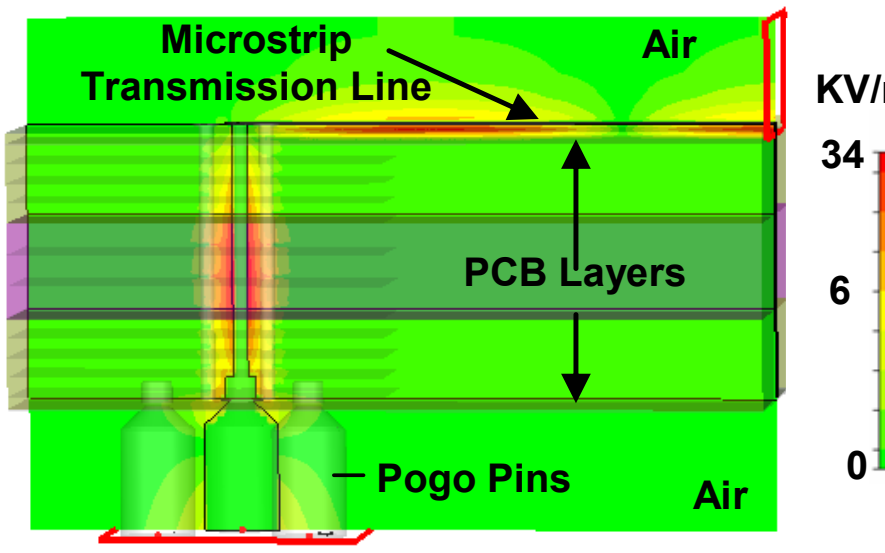 Microstrip
Transmission Line
Air
KV/
34
PCB Layers
6
Pogo Pins
Air
0